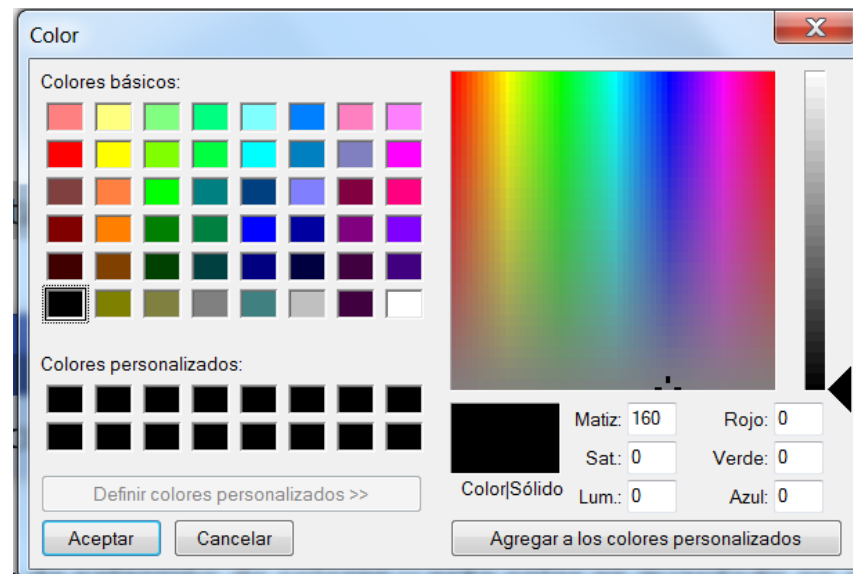 Color
Colores básicos:
Colores personalizados:
Definir colores personalizados >>
Aceptar Cancelar
Color|Sólido
Matiz: 160 Rojo: 0
Sat.: 0 Verde: 0
Lum.: 0 Azul: 0
Agregar a los colores personalizados